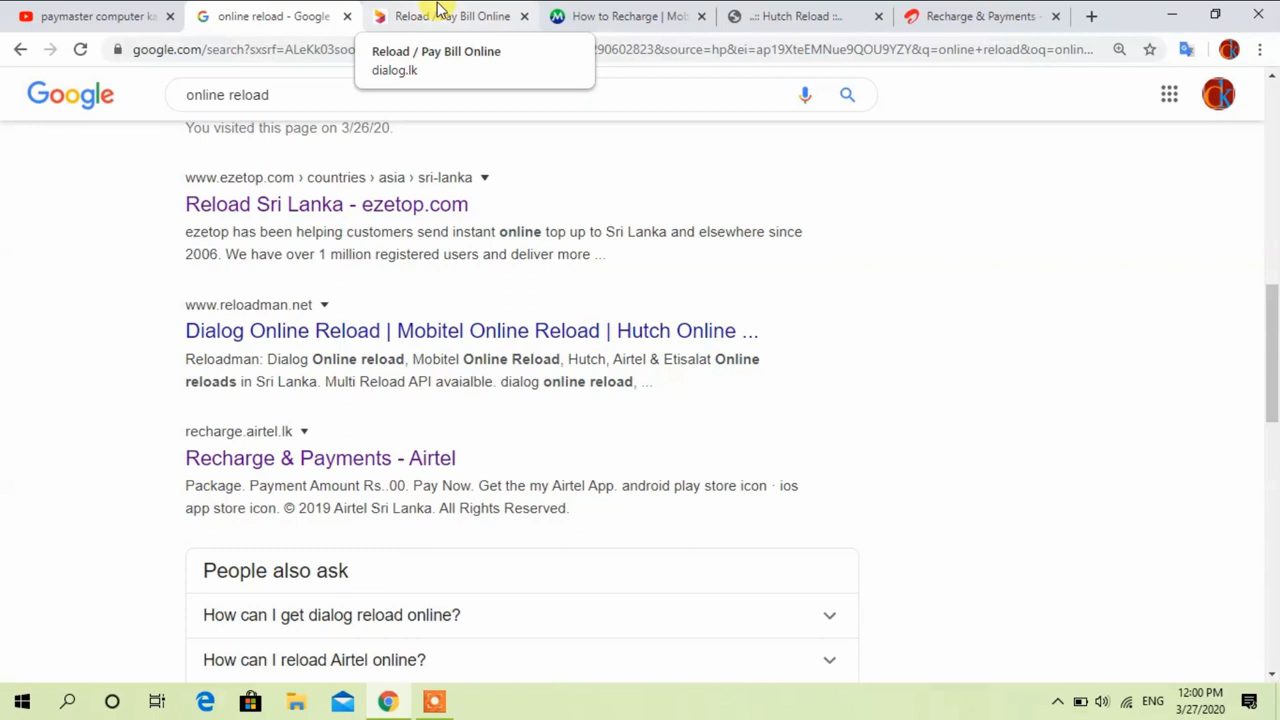 paymaster computer ka
online reload - Google
Reload / Pay Bill Online
How to Recharge | Mob
..:: Hutch Reload ::..
Recharge & Payments -
google.com/search?sxsrf=ALeKk03soo
290602823&source=hp&ei=ap19XteEMNue9QOU9YZY&q=online+reload&oq=onlin...
Reload / Pay Bill Online
dialog.lk
Google
online reload
You visited this page on 3/26/20.
www.ezetop.com › countries › asia › sri-lanka
Reload Sri Lanka - ezetop.com
ezetop has been helping customers send instant online top up to Sri Lanka and elsewhere since
2006. We have over 1 million registered users and deliver more ...
www.reloadman.net
Dialog Online Reload | Mobitel Online Reload | Hutch Online ...
Reloadman: Dialog Online reload, Mobitel Online Reload, Hutch, Airtel & Etisalat Online
reloads in Sri Lanka. Multi Reload API avaialble. dialog online reload, ...
recharge.airtel.lk
Recharge & Payments - Airtel
Package. Payment Amount Rs..00. Pay Now. Get the my Airtel App. android play store icon · ios
app store icon. © 2019 Airtel Sri Lanka. All Rights Reserved.
People also ask
How can I get dialog reload online?
How can I reload Airtel online?
ENG
12:00 PM
3/27/2020